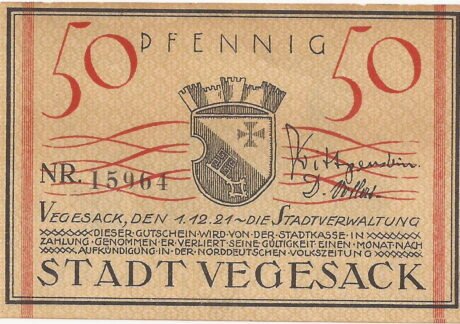 50 PFENNIG 50
NR. 15964
VEGESACK, DEN 1.12.21~DIE STADTVERWALTUNG
DIESER·GUTSCHEIN·WIRD·VON·DER·STADTKASSE·IN
ZAHLUNG·GENOMMEN·ER·VERLIERT·SEINE·GÜLTIGKEIT·EINEN·MONAT·NACH
AUFKÜNDIGUNG·IN·DER·NORDDEUTSCHEN·VOLKSZEITUNG
STADT VEGESACK